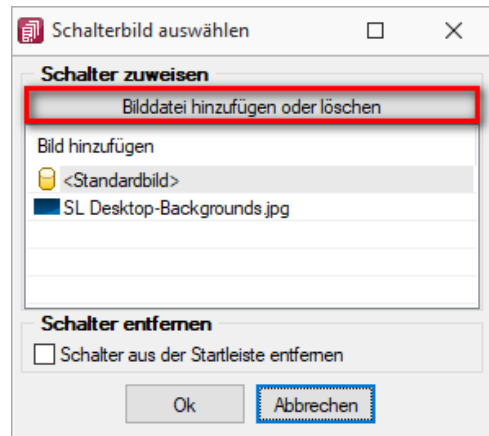 Schalterbild auswählen
Schalter zuweisen
Bilddatei hinzufügen oder löschen
Bild hinzufügen
<Standardbild>
SL Desktop-Backgrounds.jpg
Schalter entfernen
Schalter aus der Startleiste entfernen
Ok Abbrechen